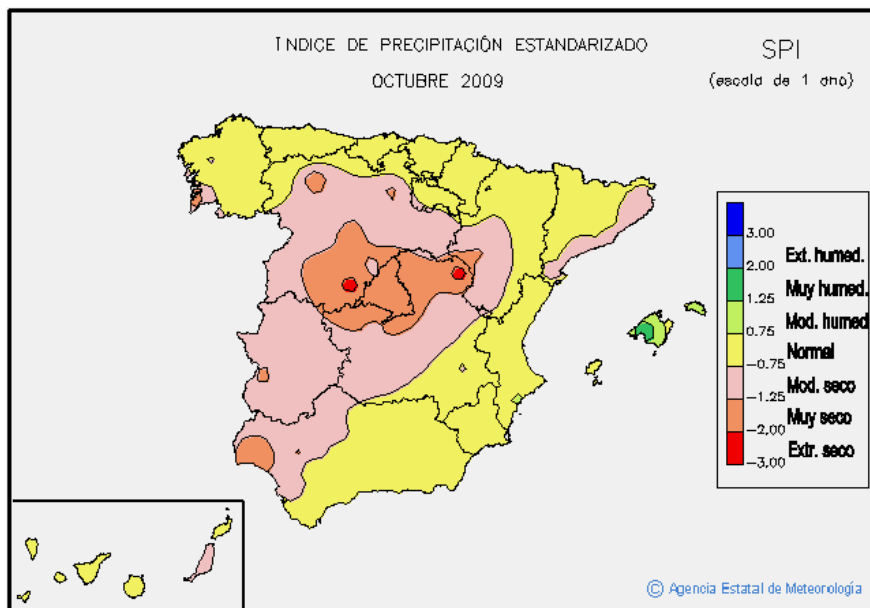 ÍNDICE DE PRECIPITACIÓN ESTANDARIZADO
OCTUBRE 2009
SPI
(escala de 1 ano)
3.00
Ext. humed.
2.00
Muy humed.
1.25
Mod. humed
0.75
Normal
-0.75
Mod. seco
-1.25
Muy seco
-2.00
Extr. seco
-3.00
© Agencia Estatal de Meteorología